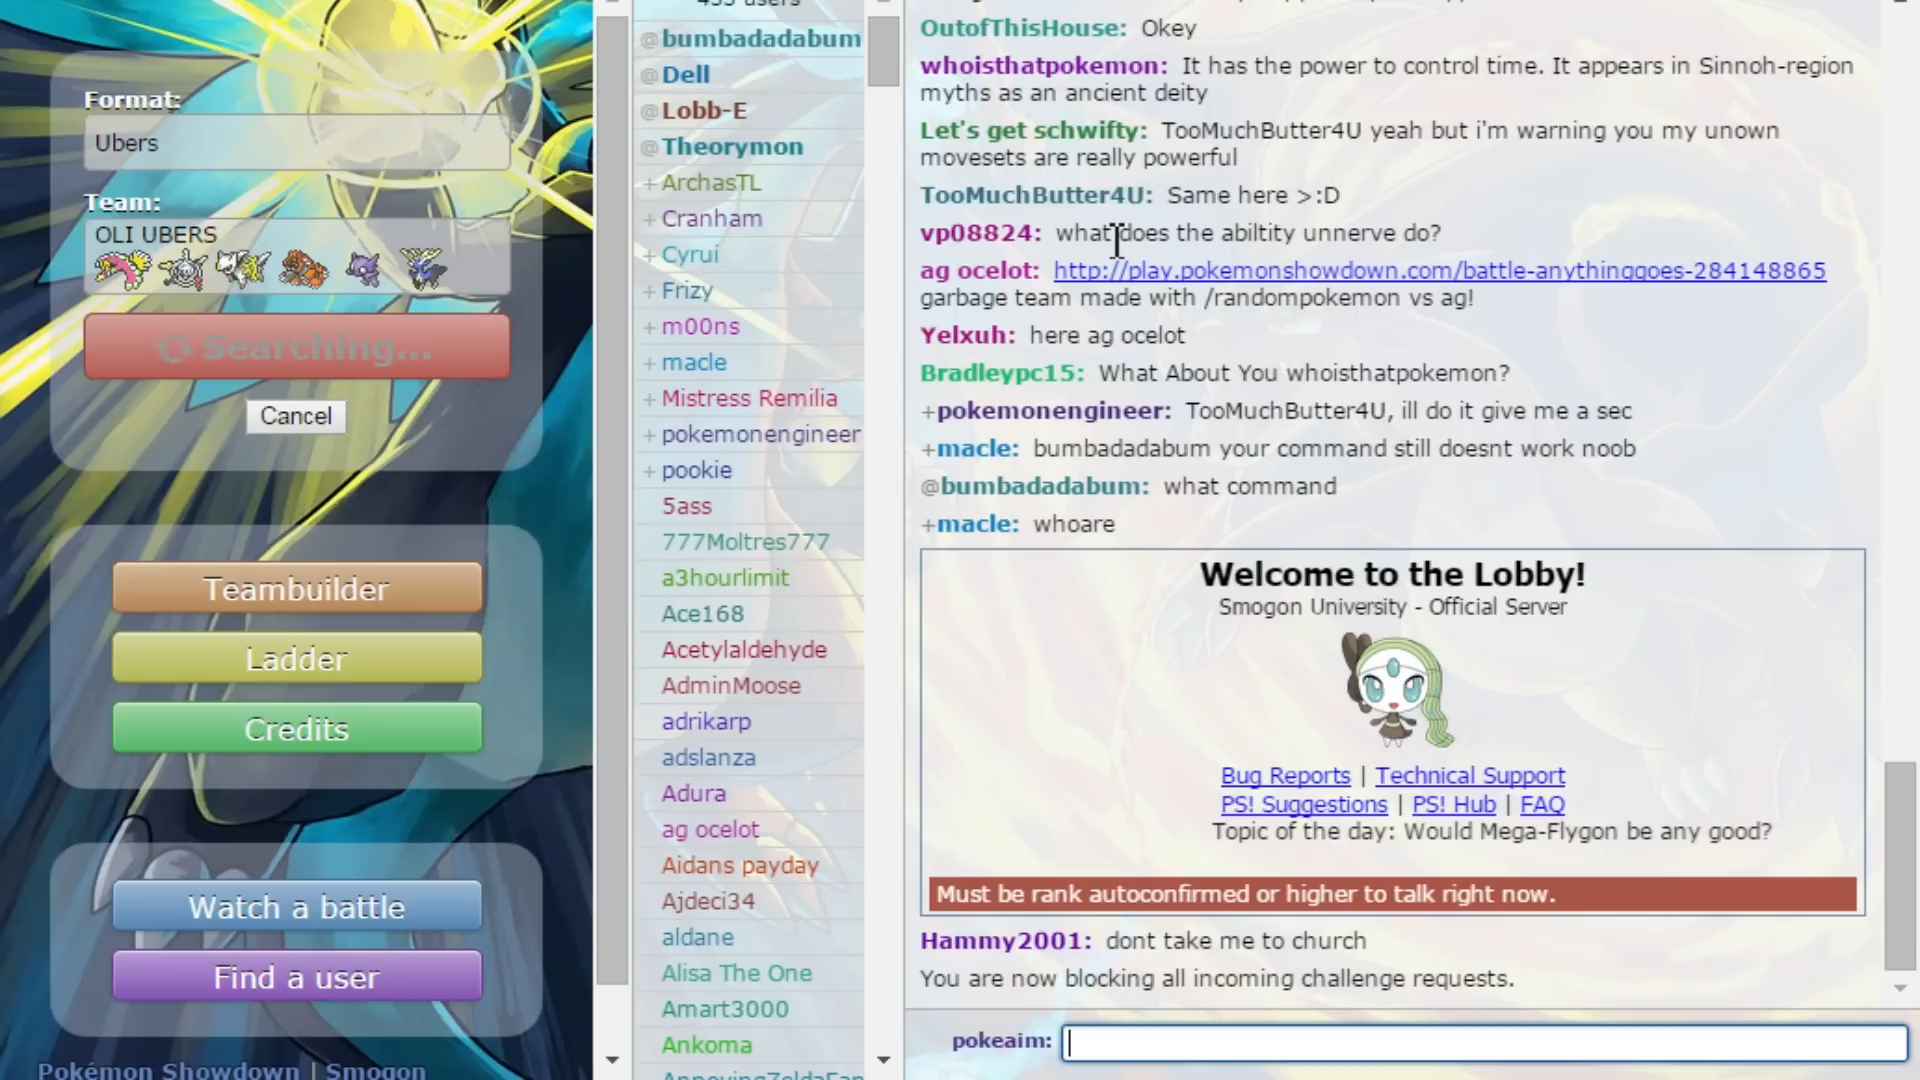 Format:
Ubers
Team:
OLI UBERS
Searching...
Cancel
Teambuilder
Ladder
Credits
Watch a battle
Find a user
Pokémon Showdown | Smogon
@bumbadadabum
@Dell
@Lobb-E
@Theorymon
+ArchasTL
+Cranham
+Cyrui
+Frizy
+m00ns
+macle
+Mistress Remilia
+pokemonengineer
+pookie
5ass
777Moltres777
a3hourlimit
Ace168
Acetylaldehyde
AdminMoose
adrikarp
adslanza
Adura
ag ocelot
Aidans payday
Ajdeci34
aldane
Alisa The One
Amart3000
Ankoma
OutofThisHouse: Okey
whoisthatpokemon: It has the power to control time. It appears in Sinnoh-region
myths as an ancient deity
Let's get schwifty: TooMuchButter4U yeah but i'm warning you my unown
movesets are really powerful
TooMuchButter4U: Same here >:D
vp08824: what does the abiltity unnerve do?
ag ocelot: http://play.pokemonshowdown.com/battle-anythinggoes-284148865
garbage team made with /randompokemon vs ag!
Yelxuh: here ag ocelot
Bradleypc15: What About You whoisthatpokemon?
+pokemonengineer: TooMuchButter4U, ill do it give me a sec
+macle: bumbadadabum your command still doesnt work noob
@bumbadadabum: what command
+macle: whoare
Welcome to the Lobby!
Smogon University - Official Server
Bug Reports | Technical Support
PS! Suggestions | PS! Hub | FAQ
Topic of the day: Would Mega-Flygon be any good?
Must be rank autoconfirmed or higher to talk right now.
Hammy2001: dont take me to church
You are now blocking all incoming challenge requests.
pokeaim: